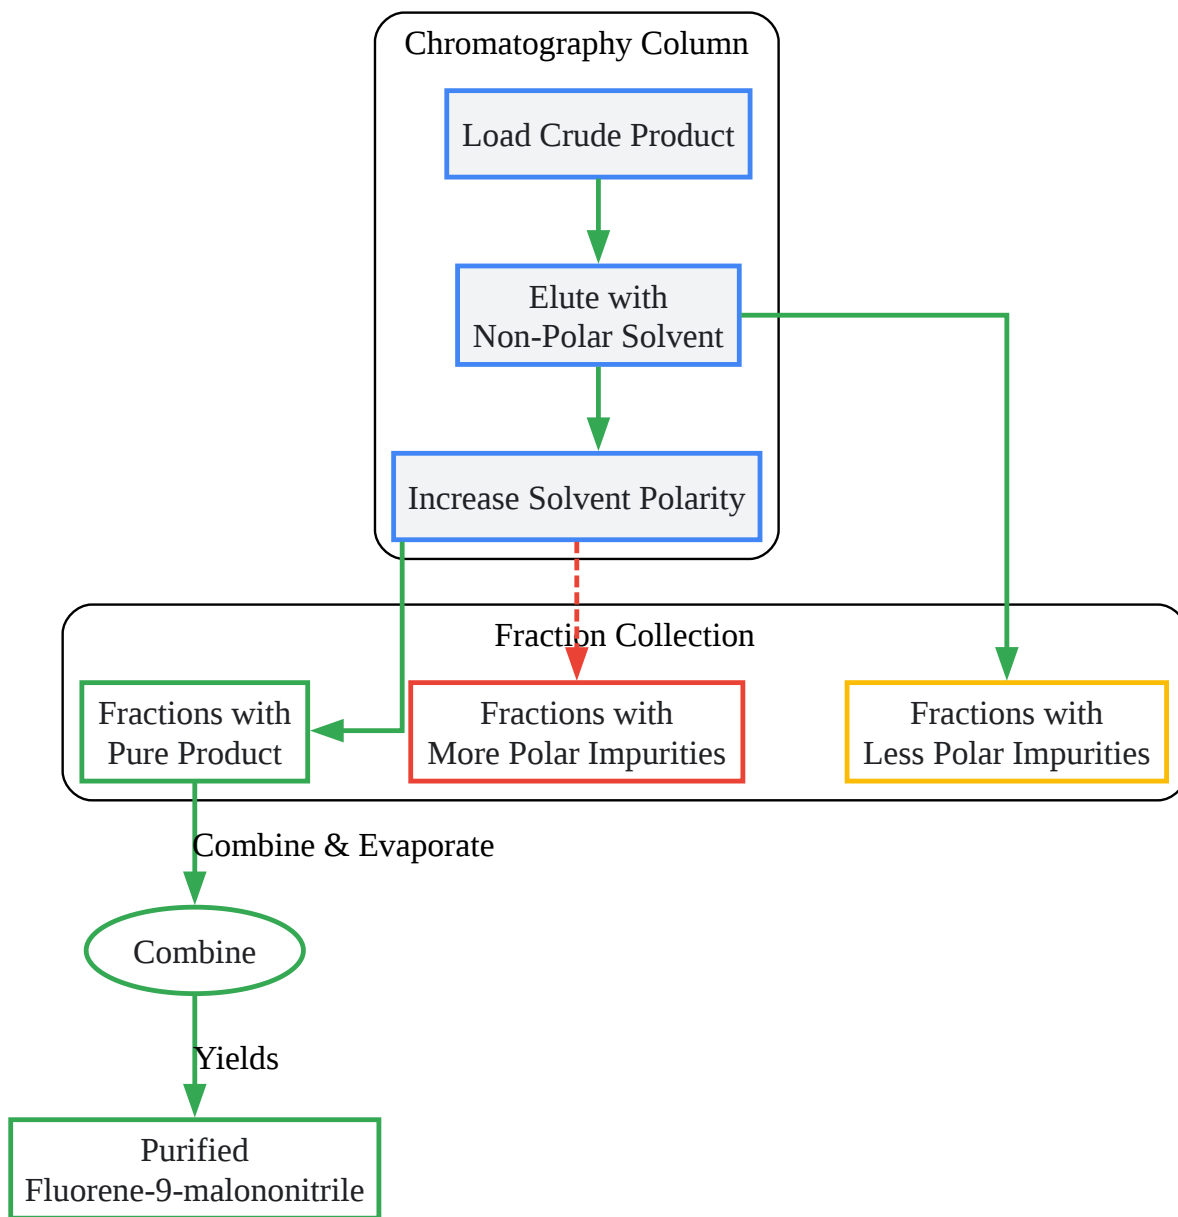 Chromatography Column
Load Crude Product
Elute with
Non-Polar Solvent
Increase Solvent Polarity
Fraction Collection
Fractions with
Pure Product
Fractions with
More Polar Impurities
Fractions with
Less Polar Impurities
Combine & Evaporate
Combine
Yields
Purified
Fluorene-9-malononitrile